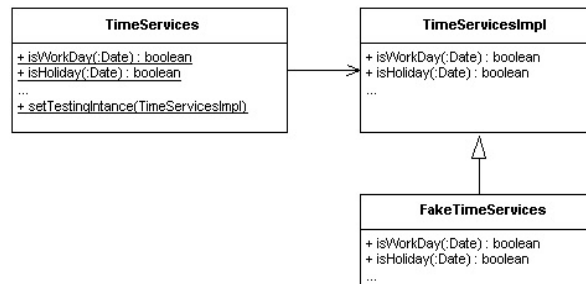 TimeServices
+ isWorkDay(:Date) : boolean
+ isHoliday(:Date) : boolean
...
+ setTestingIntance(TimeServicesImpl)
TimeServicesImpl
+ isWorkDay(:Date) : boolean
+ isHoliday(:Date) : boolean
...
FakeTimeServices
+ isWorkDay(:Date) : boolean
+ isHoliday(:Date) : boolean
...